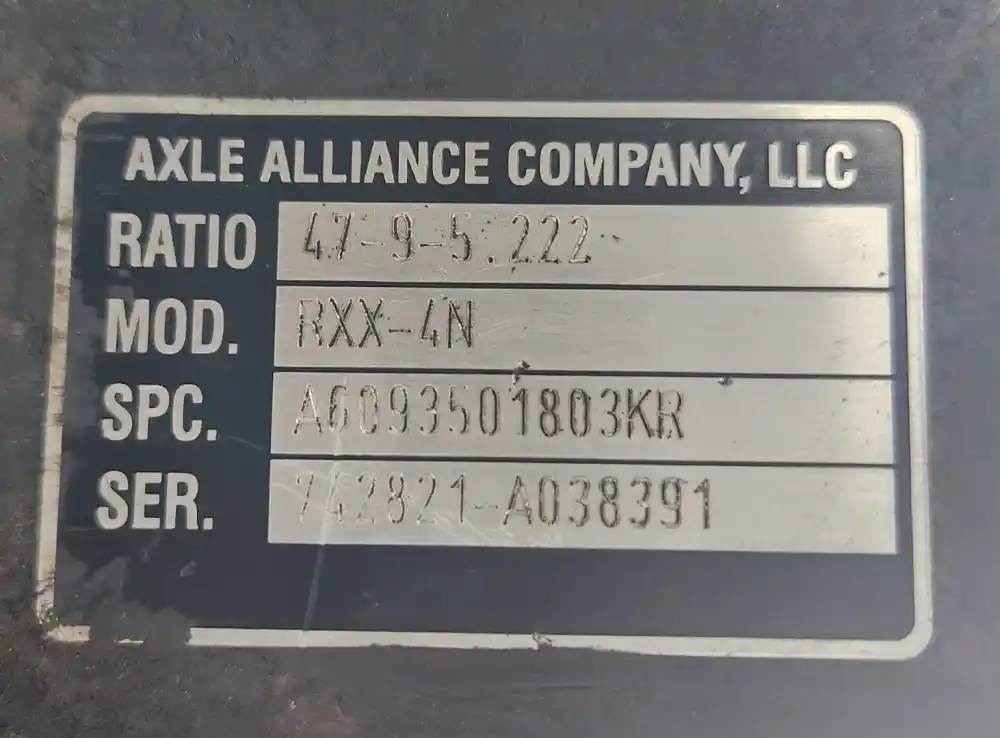 AXLE ALLIANCE COMPANY, LLC
RATIO 47-9-5.222
MOD. RXX-4N
SPC. A6093501803KR
SER. 742821-A038391